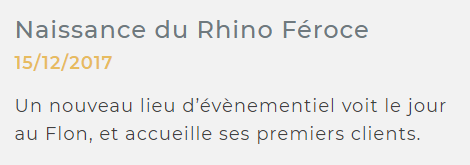 Naissance du Rhino Féroce
15/12/2017
Un nouveau lieu d’évènementiel voit le jour
au Flon, et accueille ses premiers clients.